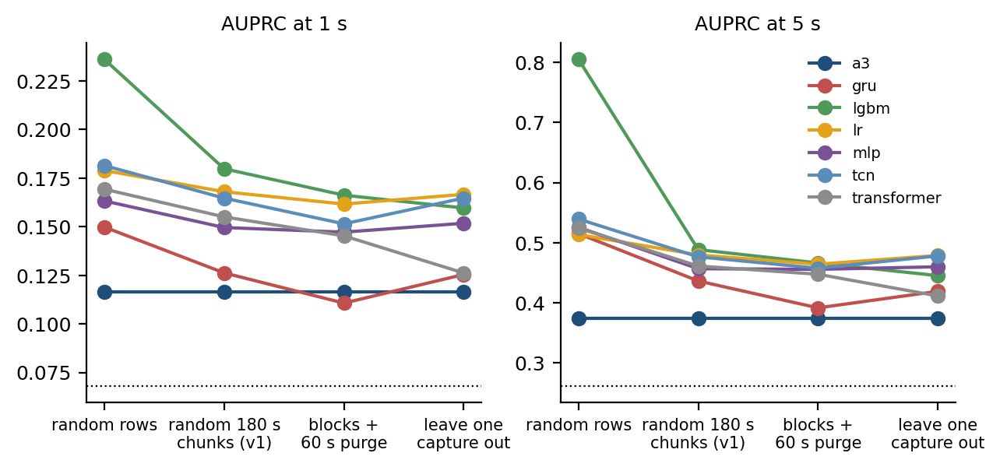 AUPRC at 1 s
0.225
0.200
0.175
0.150
0.125
0.100
0.075
random rows
random 180 s
chunks (v1)
blocks +
60 s purge
leave one
capture out
AUPRC at 5 s
0.8
0.7
0.6
0.5
0.4
0.3
a3
gru
lgbm
lr
mlp
tcn
transformer
random rows
random 180 s
chunks (v1)
blocks +
60 s purge
leave one
capture out